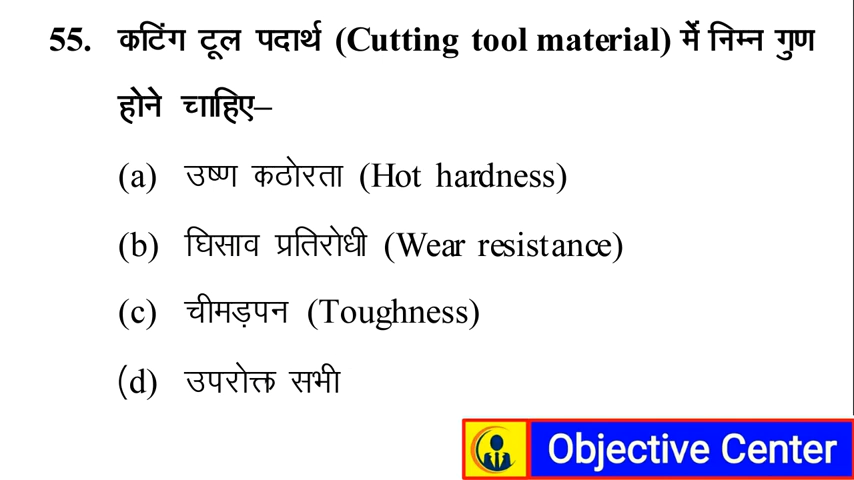 55. कटिंग टूल पदार्थ (Cutting tool material) में निम्न गुण
होने चाहिए–
(a) उष्ण कठोरता (Hot hardness)
(b) घिसाव प्रतिरोधी (Wear resistance)
(c) चीमड़पन (Toughness)
(d) उपरोक्त सभी
Objective Center